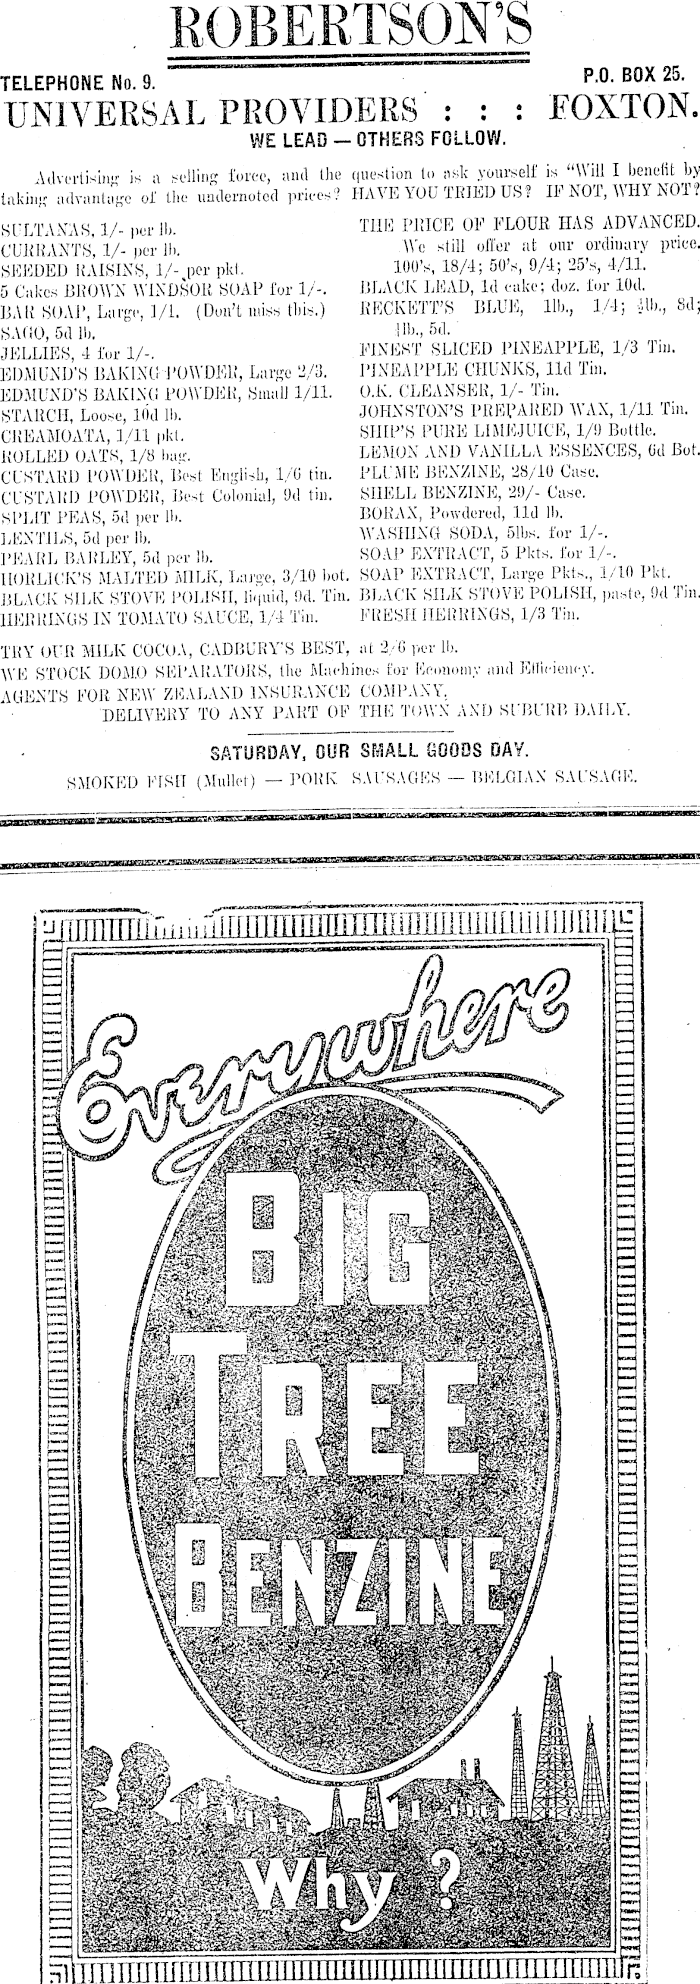 ROBERTSON'S
TELEPHONE No. 9.
P.O. BOX 25.
UNIVERSAL PROVIDERS : : : FOXTON.
WE LEAD — OTHERS FOLLOW.
Advertising is a selling force, and the question to ask yourself is "Will I benefit by
taking advantage of the undernoted prices? HAVE YOU TRIED US? IF NOT, WHY NOT?
SULTANAS, 1/- per lb.
CURRANTS, 1/- per lb.
SEEDED RAISINS, 1/- per pkt.
5 Cakes BROWN WINDSOR SOAP for 1/-.
BAR SOAP, Large, 1/1. (Don't miss this.)
SAGO, 5d lb.
JELLIES, 4 for 1/-.
EDMUND'S BAKING POWDER, Large 2/3.
EDMUND'S BAKING POWDER, Small 1/11.
STARCH, Loose, 10d lb.
CREAMOATA, 1/11 pkt.
ROLLED OATS, 1/8 bag.
CUSTARD POWDER, Best English, 1/6 tin.
CUSTARD POWDER, Best Colonial, 9d tin.
SPLIT PEAS, 5d per lb.
LENTILS, 5d per lb.
PEARL BARLEY, 5d per lb.
HORLICK'S MALTED MILK, Large, 3/10 bot.
BLACK SILK STOVE POLISH, liquid, 9d. Tin.
HERRINGS IN TOMATO SAUCE, 1/4 Tin.
THE PRICE OF FLOUR HAS ADVANCED.
We still offer at our ordinary price.
100's, 18/4; 50's, 9/4; 25's, 4/11.
BLACK LEAD, 1d cake; doz. for 10d.
RECKETT'S BLUE, 1lb., 1/4; lb., 8d;
lb., 5d.
FINEST SLICED PINEAPPLE, 1/3 Tin.
PINEAPPLE CHUNKS, 11d Tin.
O.K. CLEANSER, 1/- Tin.
JOHNSTON'S PREPARED WAX, 1/11 Tin.
SHIP'S PURE LIMEJUICE, 1/9 Bottle.
LEMON AND VANILLA ESSENCES, 6d Bot.
PLUME BENZINE, 28/10 Case.
SHELL BENZINE, 29/- Case.
BORAX, Powdered, 11d lb.
WASHING SODA, 5lbs. for 1/-.
SOAP EXTRACT, 5 Pkts. for 1/-.
SOAP EXTRACT, Large Pkts., 1/10 Pkt.
BLACK SILK STOVE POLISH, paste, 9d Tin.
FRESH HERRINGS, 1/3 Tin.
TRY OUR MILK COCOA, CADBURY'S BEST, at 2/6 per lb.
WE STOCK DOMO SEPARATORS, the Machines for Economy and Efficiency.
AGENTS FOR NEW ZEALAND INSURANCE COMPANY.
DELIVERY TO ANY PART OF THE TOWN AND SUBURB DAILY.
SATURDAY, OUR SMALL GOODS DAY.
SMOKED FISH (Mullet) — PORK SAUSAGES — BELGIAN SAUSAGE.
Everywhere
BIG
TREE
BENZINE
Why ?